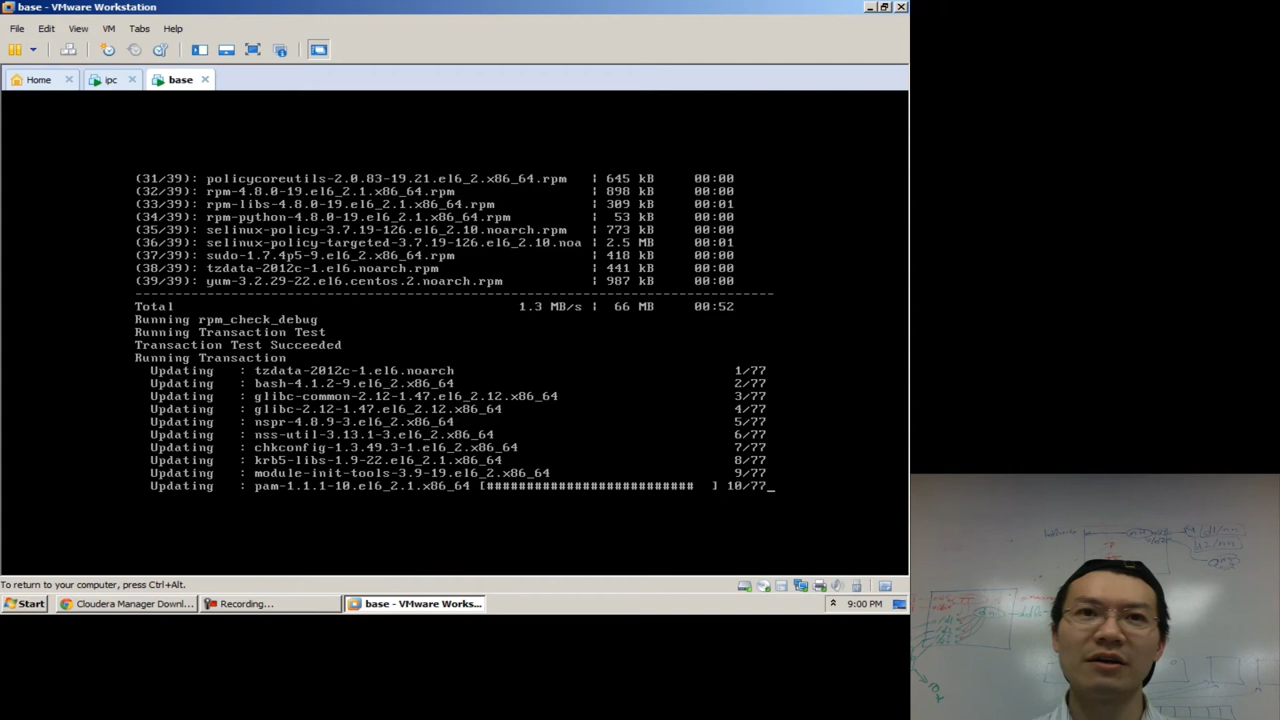 base - VMware Workstation
File Edit View VM Tabs Help
Home ipc base
(31/39): policycoreutils-2.0.83-19.21.el6_2.x86_64.rpm | 645 kB 00:00
(32/39): rpm-4.8.0-19.el6_2.1.x86_64.rpm | 898 kB 00:00
(33/39): rpm-libs-4.8.0-19.el6_2.1.x86_64.rpm | 309 kB 00:01
(34/39): rpm-python-4.8.0-19.el6_2.1.x86_64.rpm | 53 kB 00:00
(35/39): selinux-policy-3.7.19-126.el6_2.10.noarch.rpm | 773 kB 00:00
(36/39): selinux-policy-targeted-3.7.19-126.el6_2.10.noa | 2.5 MB 00:01
(37/39): sudo-1.7.4p5-9.el6_2.x86_64.rpm | 418 kB 00:00
(38/39): tzdata-2012c-1.el6.noarch.rpm | 441 kB 00:00
(39/39): yum-3.2.29-22.el6.centos.2.noarch.rpm | 987 kB 00:00
--------------------------------------------------------------------------------
Total 1.3 MB/s | 66 MB 00:52
Running rpm_check_debug
Running Transaction Test
Transaction Test Succeeded
Running Transaction
Updating : tzdata-2012c-1.el6.noarch 1/77
Updating : bash-4.1.2-9.el6_2.x86_64 2/77
Updating : glibc-common-2.12-1.47.el6_2.12.x86_64 3/77
Updating : glibc-2.12-1.47.el6_2.12.x86_64 4/77
Updating : nspr-4.8.9-3.el6_2.x86_64 5/77
Updating : nss-util-3.13.1-3.el6_2.x86_64 6/77
Updating : chkconfig-1.3.49.3-1.el6_2.x86_64 7/77
Updating : krb5-libs-1.9-22.el6_2.1.x86_64 8/77
Updating : module-init-tools-3.9-19.el6_2.x86_64 9/77
Updating : pam-1.1.1-10.el6_2.1.x86_64 [########################## ] 10/77_
To return to your computer, press Ctrl+Alt.
Start Cloudera Manager Downl... Recording... base - VMware Works... 9:00 PM